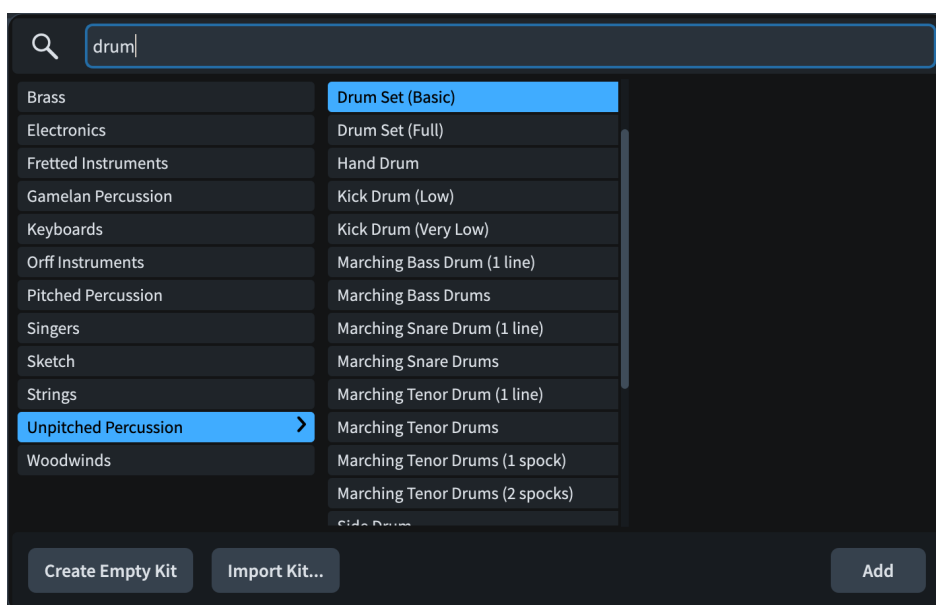 drum
Brass
Electronics
Fretted Instruments
Gamelan Percussion
Keyboards
Orff Instruments
Pitched Percussion
Singers
Sketch
Strings
Unpitched Percussion
Woodwinds
Drum Set (Basic)
Drum Set (Full)
Hand Drum
Kick Drum (Low)
Kick Drum (Very Low)
Marching Bass Drum (1 line)
Marching Bass Drums
Marching Snare Drum (1 line)
Marching Snare Drums
Marching Tenor Drum (1 line)
Marching Tenor Drums
Marching Tenor Drums (1 spock)
Marching Tenor Drums (2 spocks)
Side Drum
Create Empty Kit
Import Kit...
Add